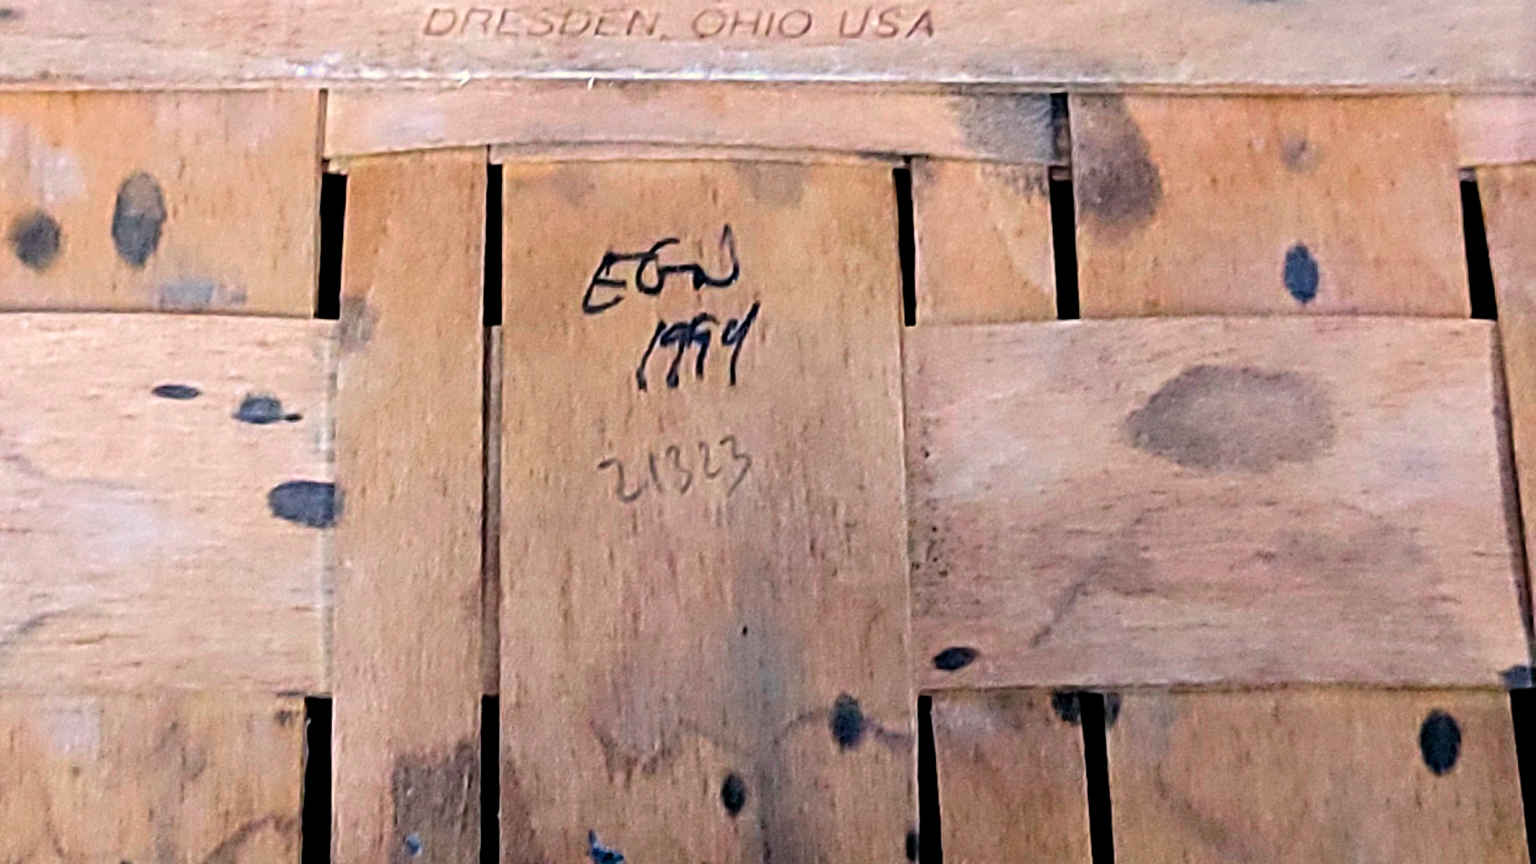 DRESDEN, OHIO USA
EGW
1994
21323